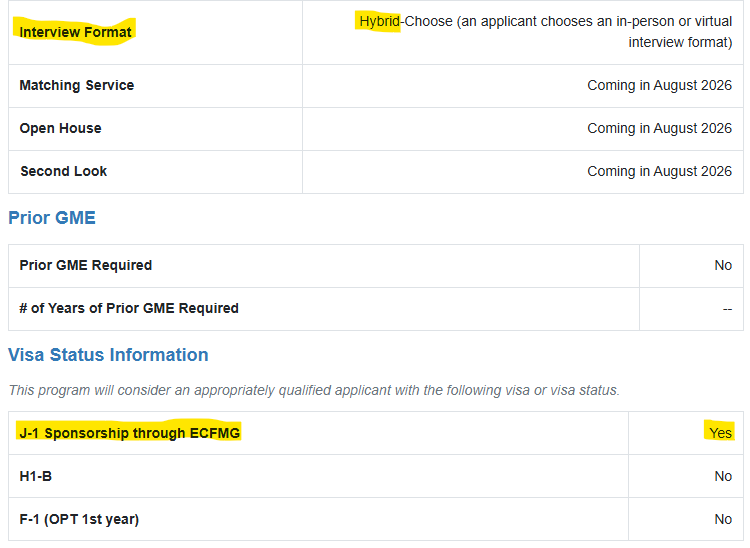 Interview Format
Hybrid-Choose (an applicant chooses an in-person or virtual
interview format)
Matching Service
Coming in August 2026
Open House
Coming in August 2026
Second Look
Coming in August 2026
Prior GME
Prior GME Required
No
# of Years of Prior GME Required
--
Visa Status Information
This program will consider an appropriately qualified applicant with the following visa or visa status.
J-1 Sponsorship through ECFMG
Yes
H1-B
No
F-1 (OPT 1st year)
No